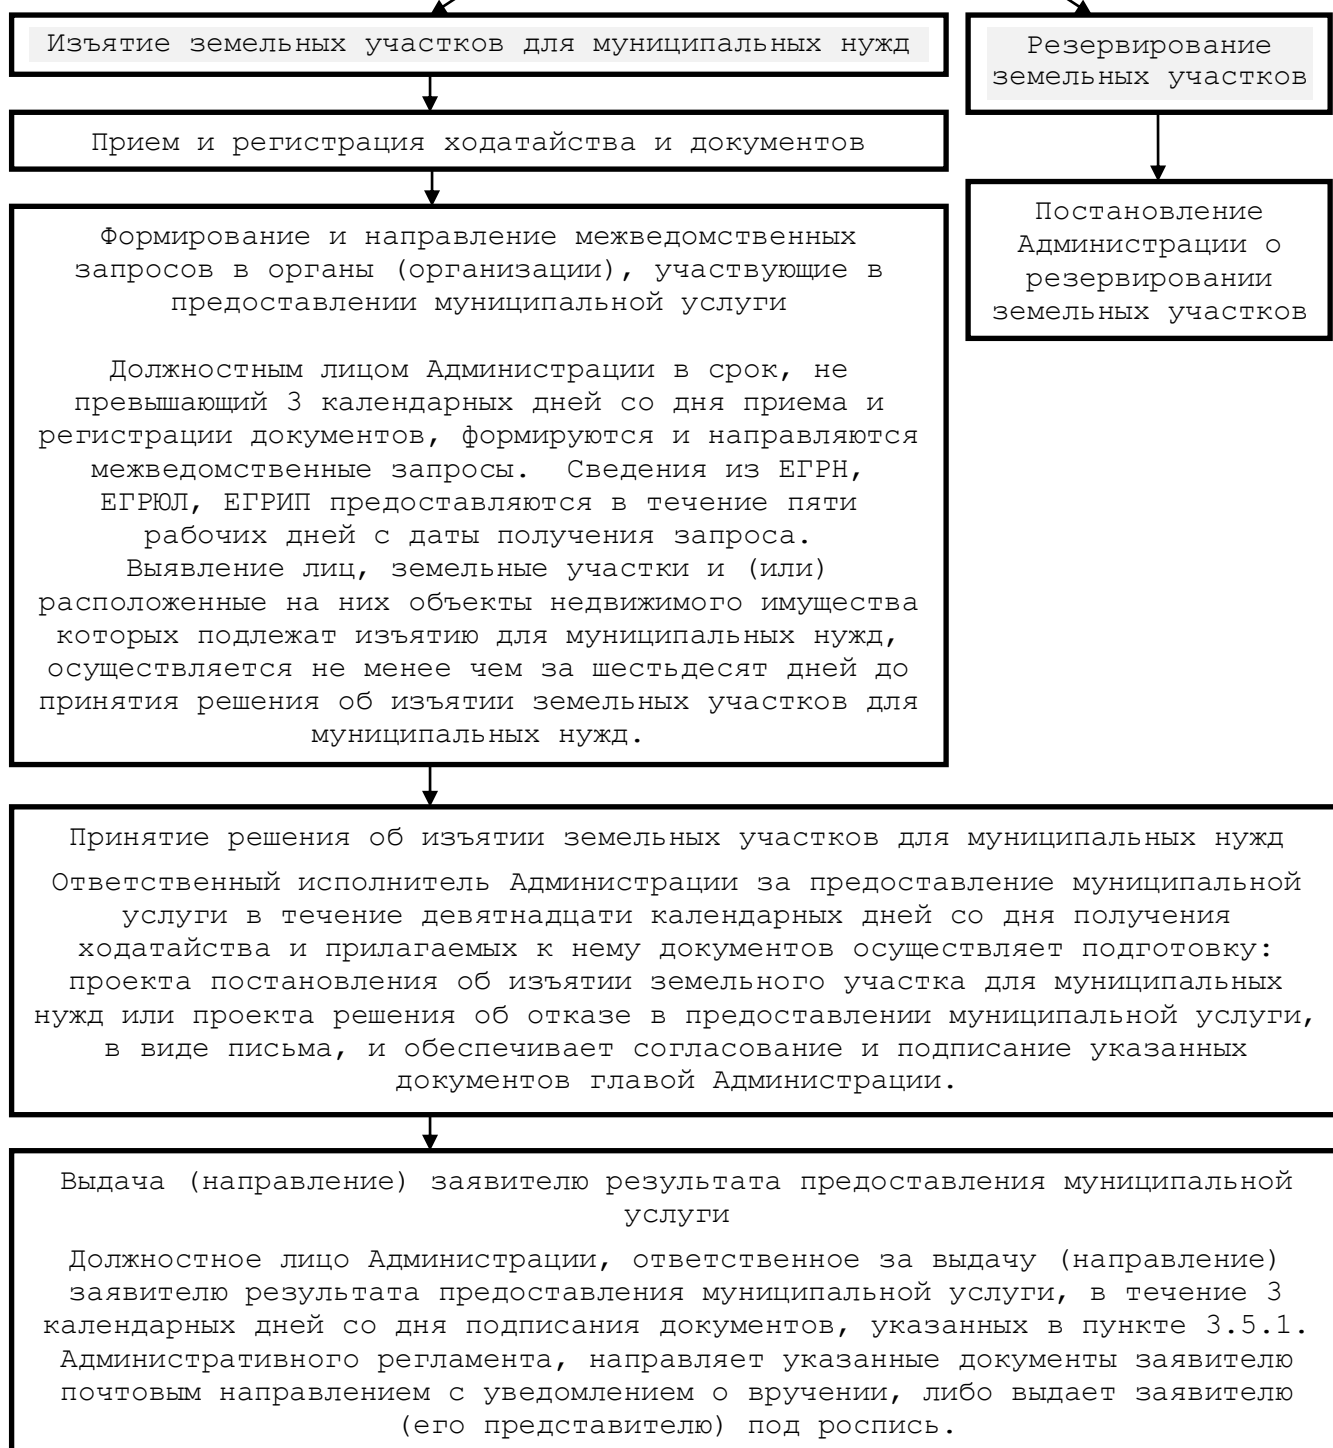 Изъятие земельных участков для муниципальных нужд
Резервирование
земельных участков
Прием и регистрация ходатайства и документов
Постановление
Администрации о
резервировании
земельных участков
Формирование и направление межведомственных
запросов в органы (организации), участвующие в
предоставлении муниципальной услуги
Должностным лицом Администрации в срок, не
превышающий 3 календарных дней со дня приема и
регистрации документов, формируются и направляются
межведомственные запросы.  Сведения из ЕГРН,
ЕГРЮЛ, ЕГРИП предоставляются в течение пяти
рабочих дней с даты получения запроса.
Выявление лиц, земельные участки и (или)
расположенные на них объекты недвижимого имущества
которых подлежат изъятию для муниципальных нужд,
осуществляется не менее чем за шестьдесят дней до
принятия решения об изъятии земельных участков для
муниципальных нужд.
Принятие решения об изъятии земельных участков для муниципальных нужд
Ответственный исполнитель Администрации за предоставление муниципальной
услуги в течение девятнадцати календарных дней со дня получения
ходатайства и прилагаемых к нему документов осуществляет подготовку:
проекта постановления об изъятии земельного участка для муниципальных
нужд или проекта решения об отказе в предоставлении муниципальной услуги,
в виде письма, и обеспечивает согласование и подписание указанных
документов главой Администрации.
Выдача (направление) заявителю результата предоставления муниципальной
услуги
Должностное лицо Администрации, ответственное за выдачу (направление)
заявителю результата предоставления муниципальной услуги, в течение 3
календарных дней со дня подписания документов, указанных в пункте 3.5.1.
Административного регламента, направляет указанные документы заявителю
почтовым направлением с уведомлением о вручении, либо выдает заявителю
(его представителю) под роспись.